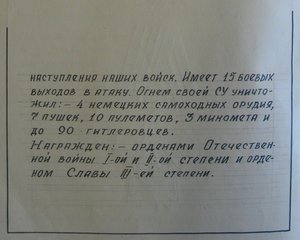 наступления наших войск. Имеет 15 боевых
выходов в атаку. Огнем своей СУ уничто-
жил:– 4 немецких самоходных орудия,
7 пушек, 10 пулеметов, 3 миномета и
до 90 гитлеровцев.
Награжден:– орденами Отечествен-
ной войны I-ой и II-ой степени и орде-
ном Славы III-ей степени.